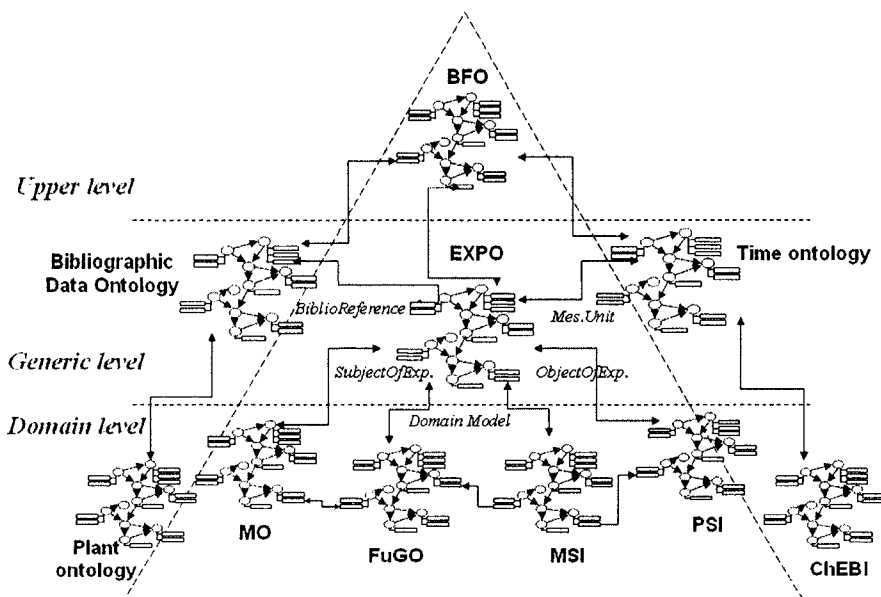 BFO
Upper level
EXPO
Bibliographic
Data Ontology
Time ontology
BiblioReference
Mes.Unit
Generic level
SubjectOfExp.
ObjectOfExp.
Domain level
Domain Model
MO
FuGO
MSI
PSI
Plant
ontology
ChEBI